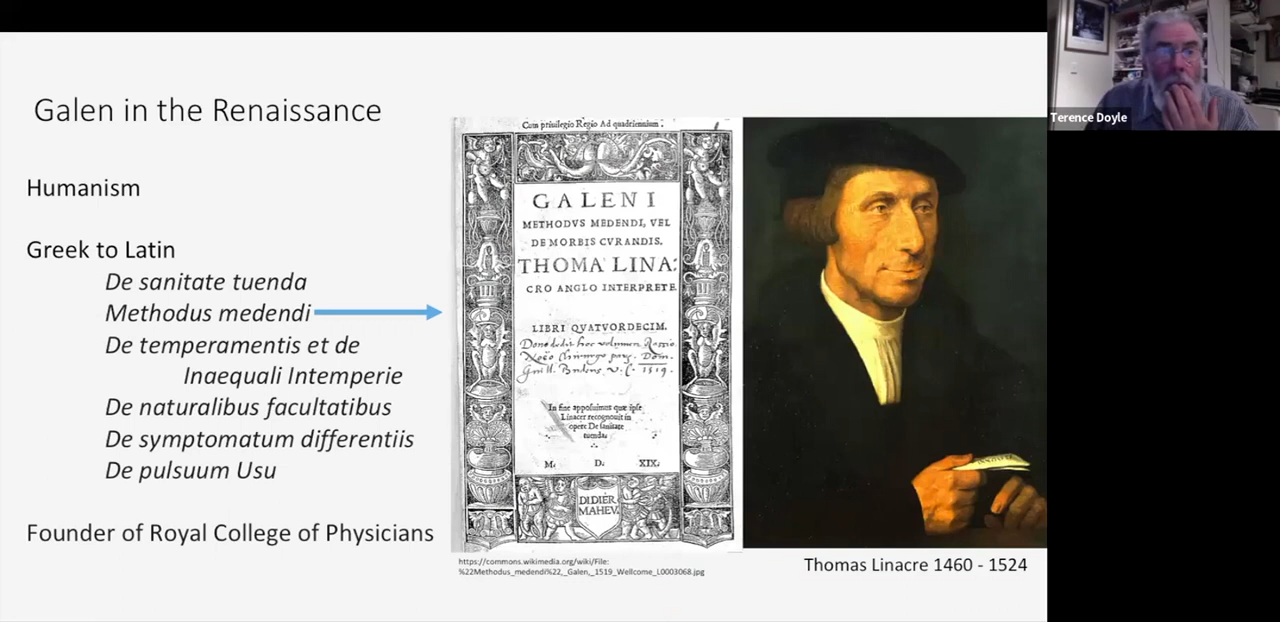 Galen in the Renaissance
Humanism
Greek to Latin
De sanitate tuenda
Methodus medendi
De temperamentis et de
Inaequali Intemperie
De naturalibus facultatibus
De symptomatum differentiis
De pulsuum Usu
Founder of Royal College of Physicians
Cum priuilegio Regio Ad quadriennium.
GALENI
METHODVS MEDENDI, VEL
DE MORBIS CVRANDIS.
THOMA LINA:
CRO ANGLO INTERPRETE.
LIBRI QVATVORDECIM.
1519.
In fine apposuimus quæ ipse
Linacer recognouit in
opere De sanitate
tuenda.
M. D. XIX.
DIDIER
MAHEV.
https://commons.wikimedia.org/wiki/File:
%22Methodus_medendi%22,_Galen,_1519_Wellcome_L0003068.jpg
Thomas Linacre 1460 - 1524
Terence Doyle